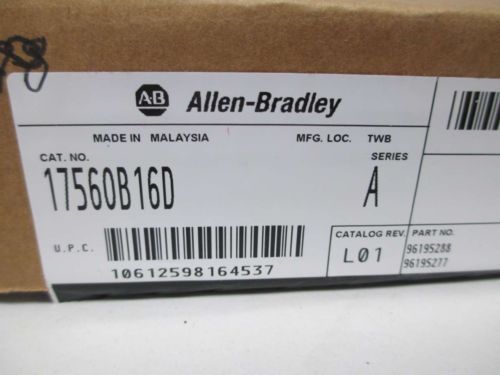 AB Allen-Bradley
MADE IN MALAYSIA MFG. LOC. TWB
CAT. NO. SERIES
17560B16D A
U.P.C. CATALOG REV. PART NO.
10612598164537 L01 96195288
96195277